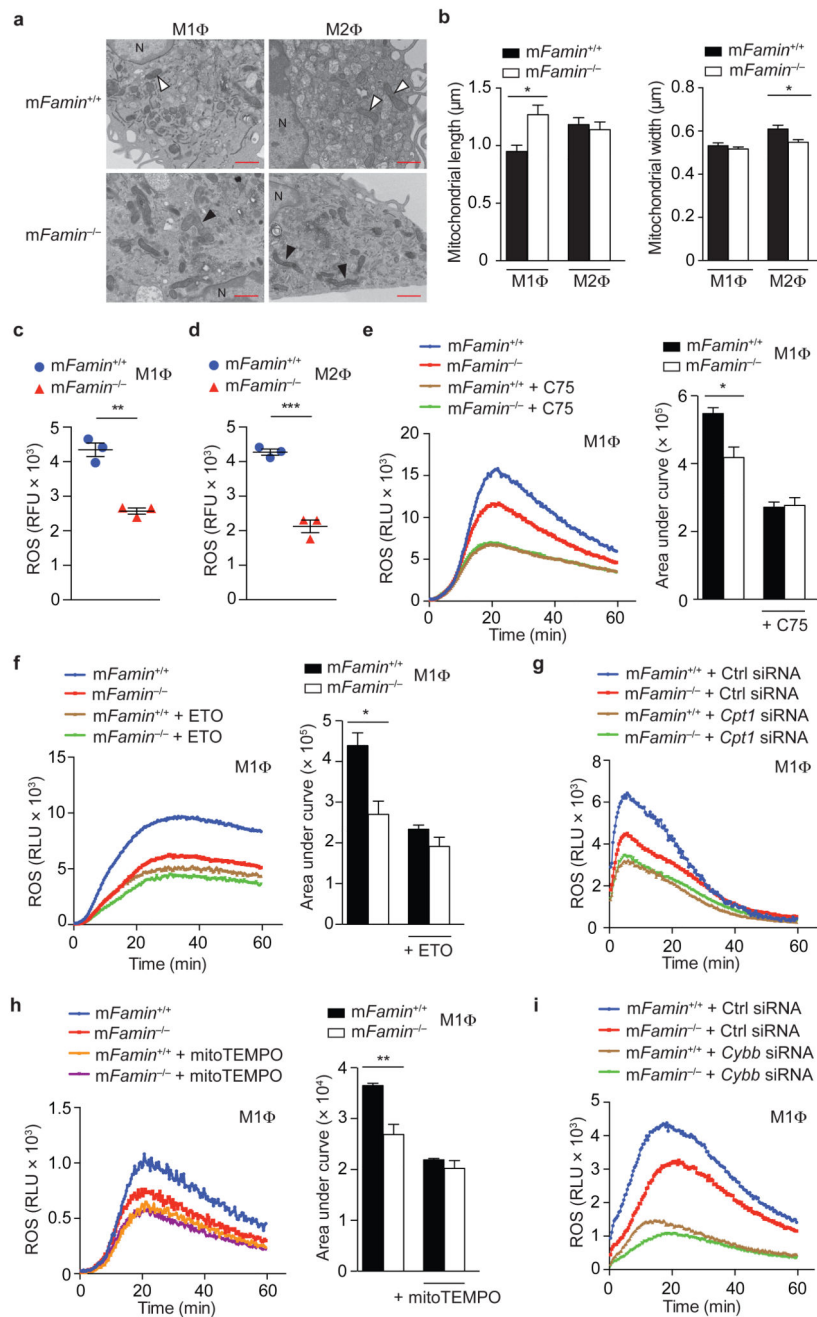 a
M1Φ
M2Φ
mFamin+/+
mFamin−/−
N
N
N
N
b
mFamin+/+
mFamin−/−
*
Mitochondrial length (μm)
1.5
1.0
0.5
0
M1Φ
M2Φ
mFamin+/+
mFamin−/−
*
Mitochondrial width (μm)
0.8
0.6
0.4
0.2
0
M1Φ
M2Φ
c
mFamin+/+
mFamin−/−
M1Φ
**
ROS (RFU × 10³)
5
4
3
2
1
0
d
mFamin+/+
mFamin−/−
M2Φ
***
ROS (RFU × 10³)
5
4
3
2
1
0
e
mFamin+/+
mFamin−/−
mFamin+/+ + C75
mFamin−/− + C75
M1Φ
ROS (RLU × 10³)
20
15
10
5
0
0
20
40
60
Time (min)
mFamin+/+
mFamin−/−
M1Φ
*
Area under curve (× 10⁵)
6
4
2
0
+ C75
f
mFamin+/+
mFamin−/−
mFamin+/+ + ETO
mFamin−/− + ETO
M1Φ
ROS (RLU × 10³)
15
10
5
0
0
20
40
60
Time (min)
mFamin+/+
mFamin−/−
M1Φ
*
Area under curve (× 10⁵)
5
4
3
2
1
0
+ ETO
g
mFamin+/+ + Ctrl siRNA
mFamin−/− + Ctrl siRNA
mFamin+/+ + Cpt1 siRNA
mFamin−/− + Cpt1 siRNA
M1Φ
ROS (RLU × 10³)
8
6
4
2
0
0
20
40
60
Time (min)
h
mFamin+/+
mFamin−/−
mFamin+/+ + mitoTEMPO
mFamin−/− + mitoTEMPO
M1Φ
ROS (RLU × 10³)
1.5
1.0
0.5
0
0
20
40
60
Time (min)
mFamin+/+
mFamin−/−
M1Φ
**
Area under curve (× 10⁴)
4
3
2
1
0
+ mitoTEMPO
i
mFamin+/+ + Ctrl siRNA
mFamin−/− + Ctrl siRNA
mFamin+/+ + Cybb siRNA
mFamin−/− + Cybb siRNA
M1Φ
ROS (RLU × 10³)
5
4
3
2
1
0
0
20
40
60
Time (min)